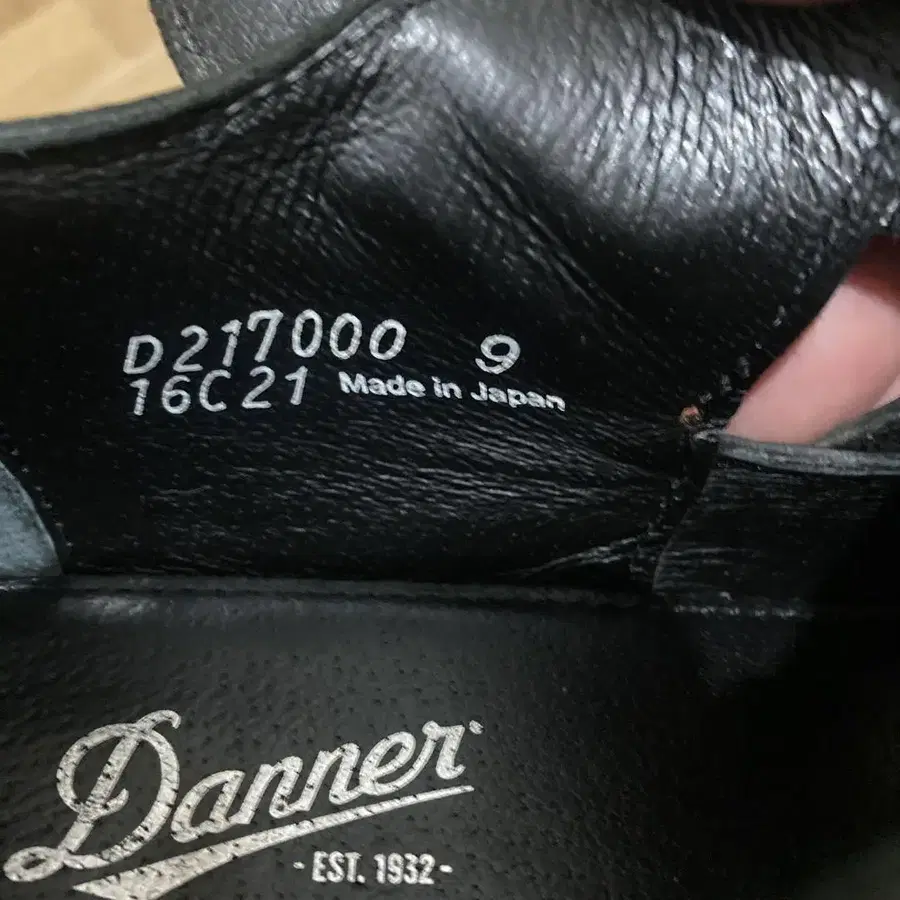 D217000 9
16C21 Made in Japan
Danner
- EST. 1932 -